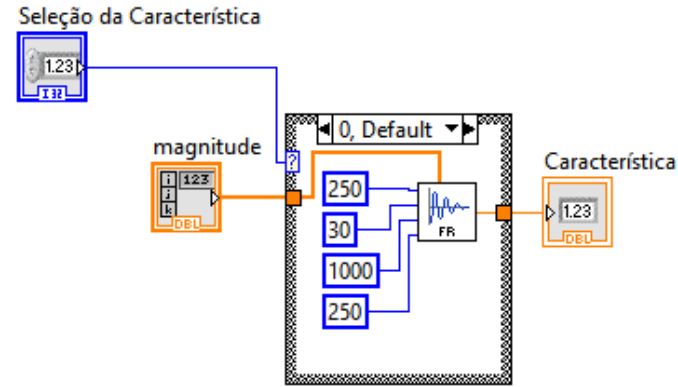 Seleção da Característica
1.23
I32
0, Default
magnitude
?
Característica
i 123
j
k
DBL
250
30
1000
250
FR
1.23
DBL